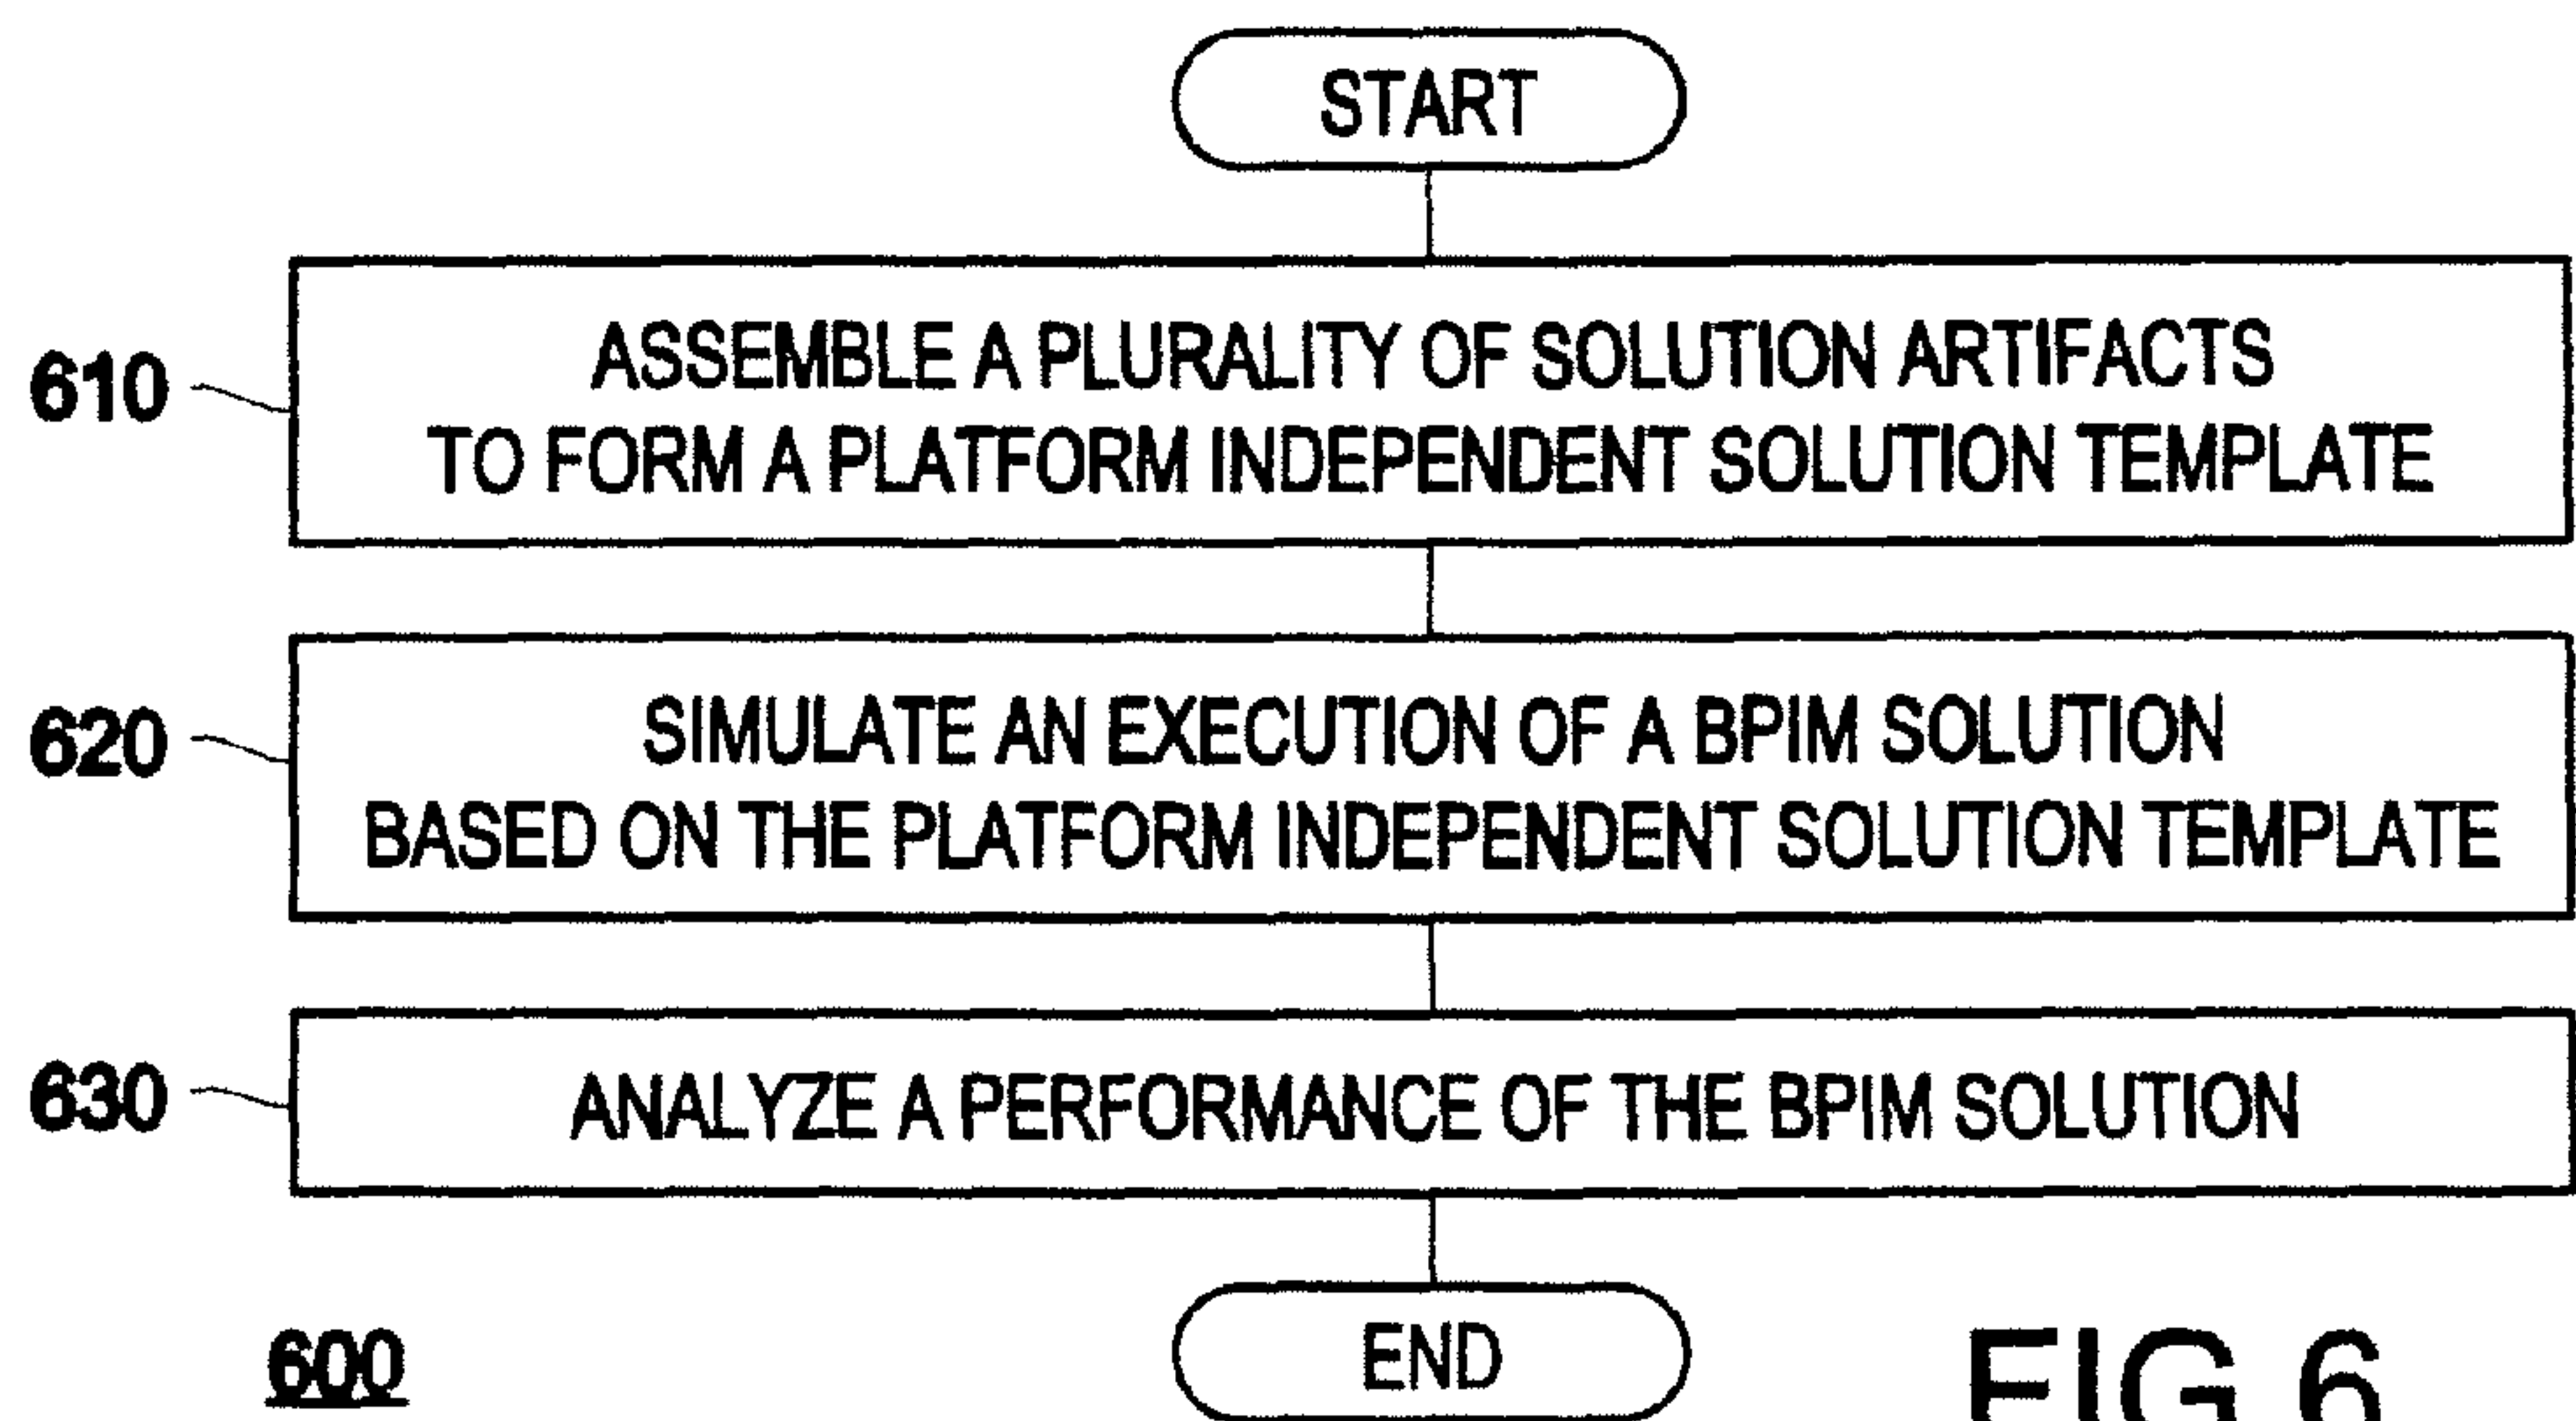 START
610
ASSEMBLE A PLURALITY OF SOLUTION ARTIFACTS
TO FORM A PLATFORM INDEPENDENT SOLUTION TEMPLATE
620
SIMULATE AN EXECUTION OF A BPIM SOLUTION
BASED ON THE PLATFORM INDEPENDENT SOLUTION TEMPLATE
630
ANALYZE A PERFORMANCE OF THE BPIM SOLUTION
600
END
FIG 6